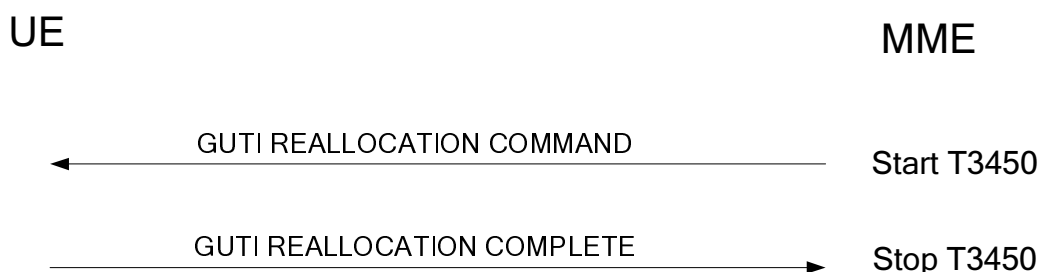 UE
MME
GUTI REALLOCATION COMMAND
Start T3450
GUTI REALLOCATION COMPLETE
Stop T3450